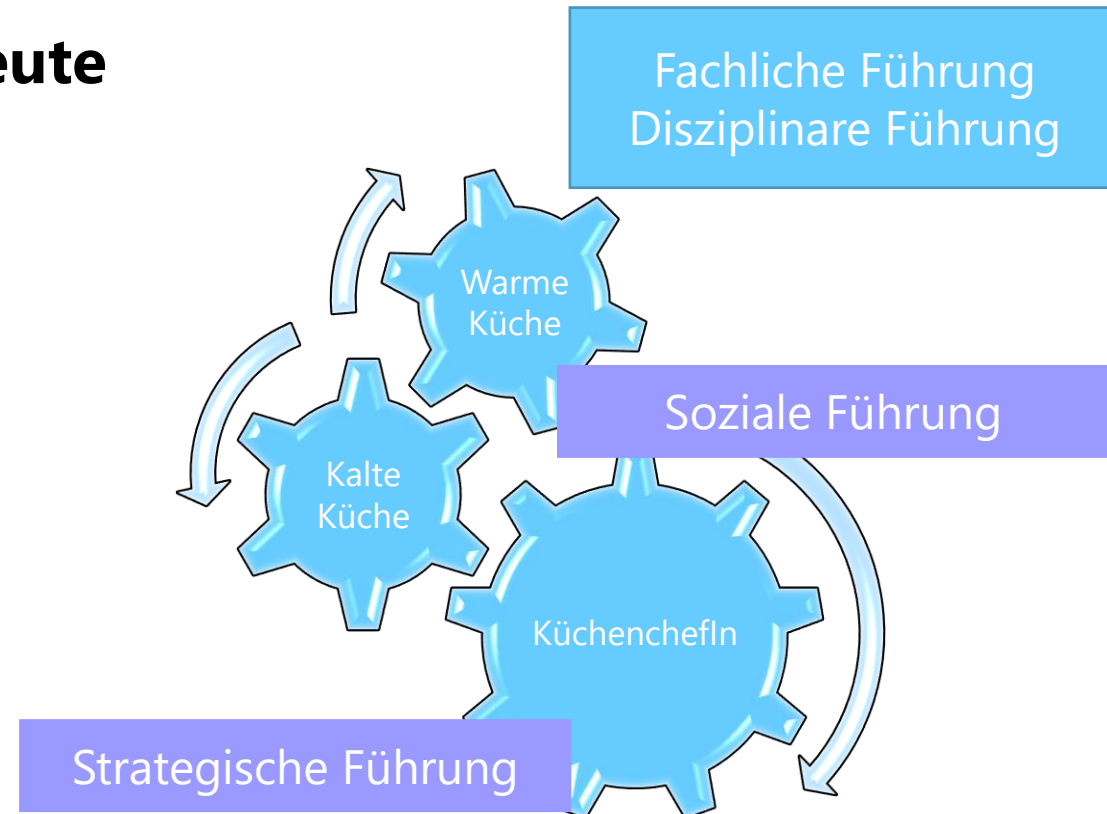 eute
Fachliche Führung
Disziplinare Führung
Warme
Küche
Soziale Führung
Kalte
Küche
KüchenchefIn
Strategische Führung